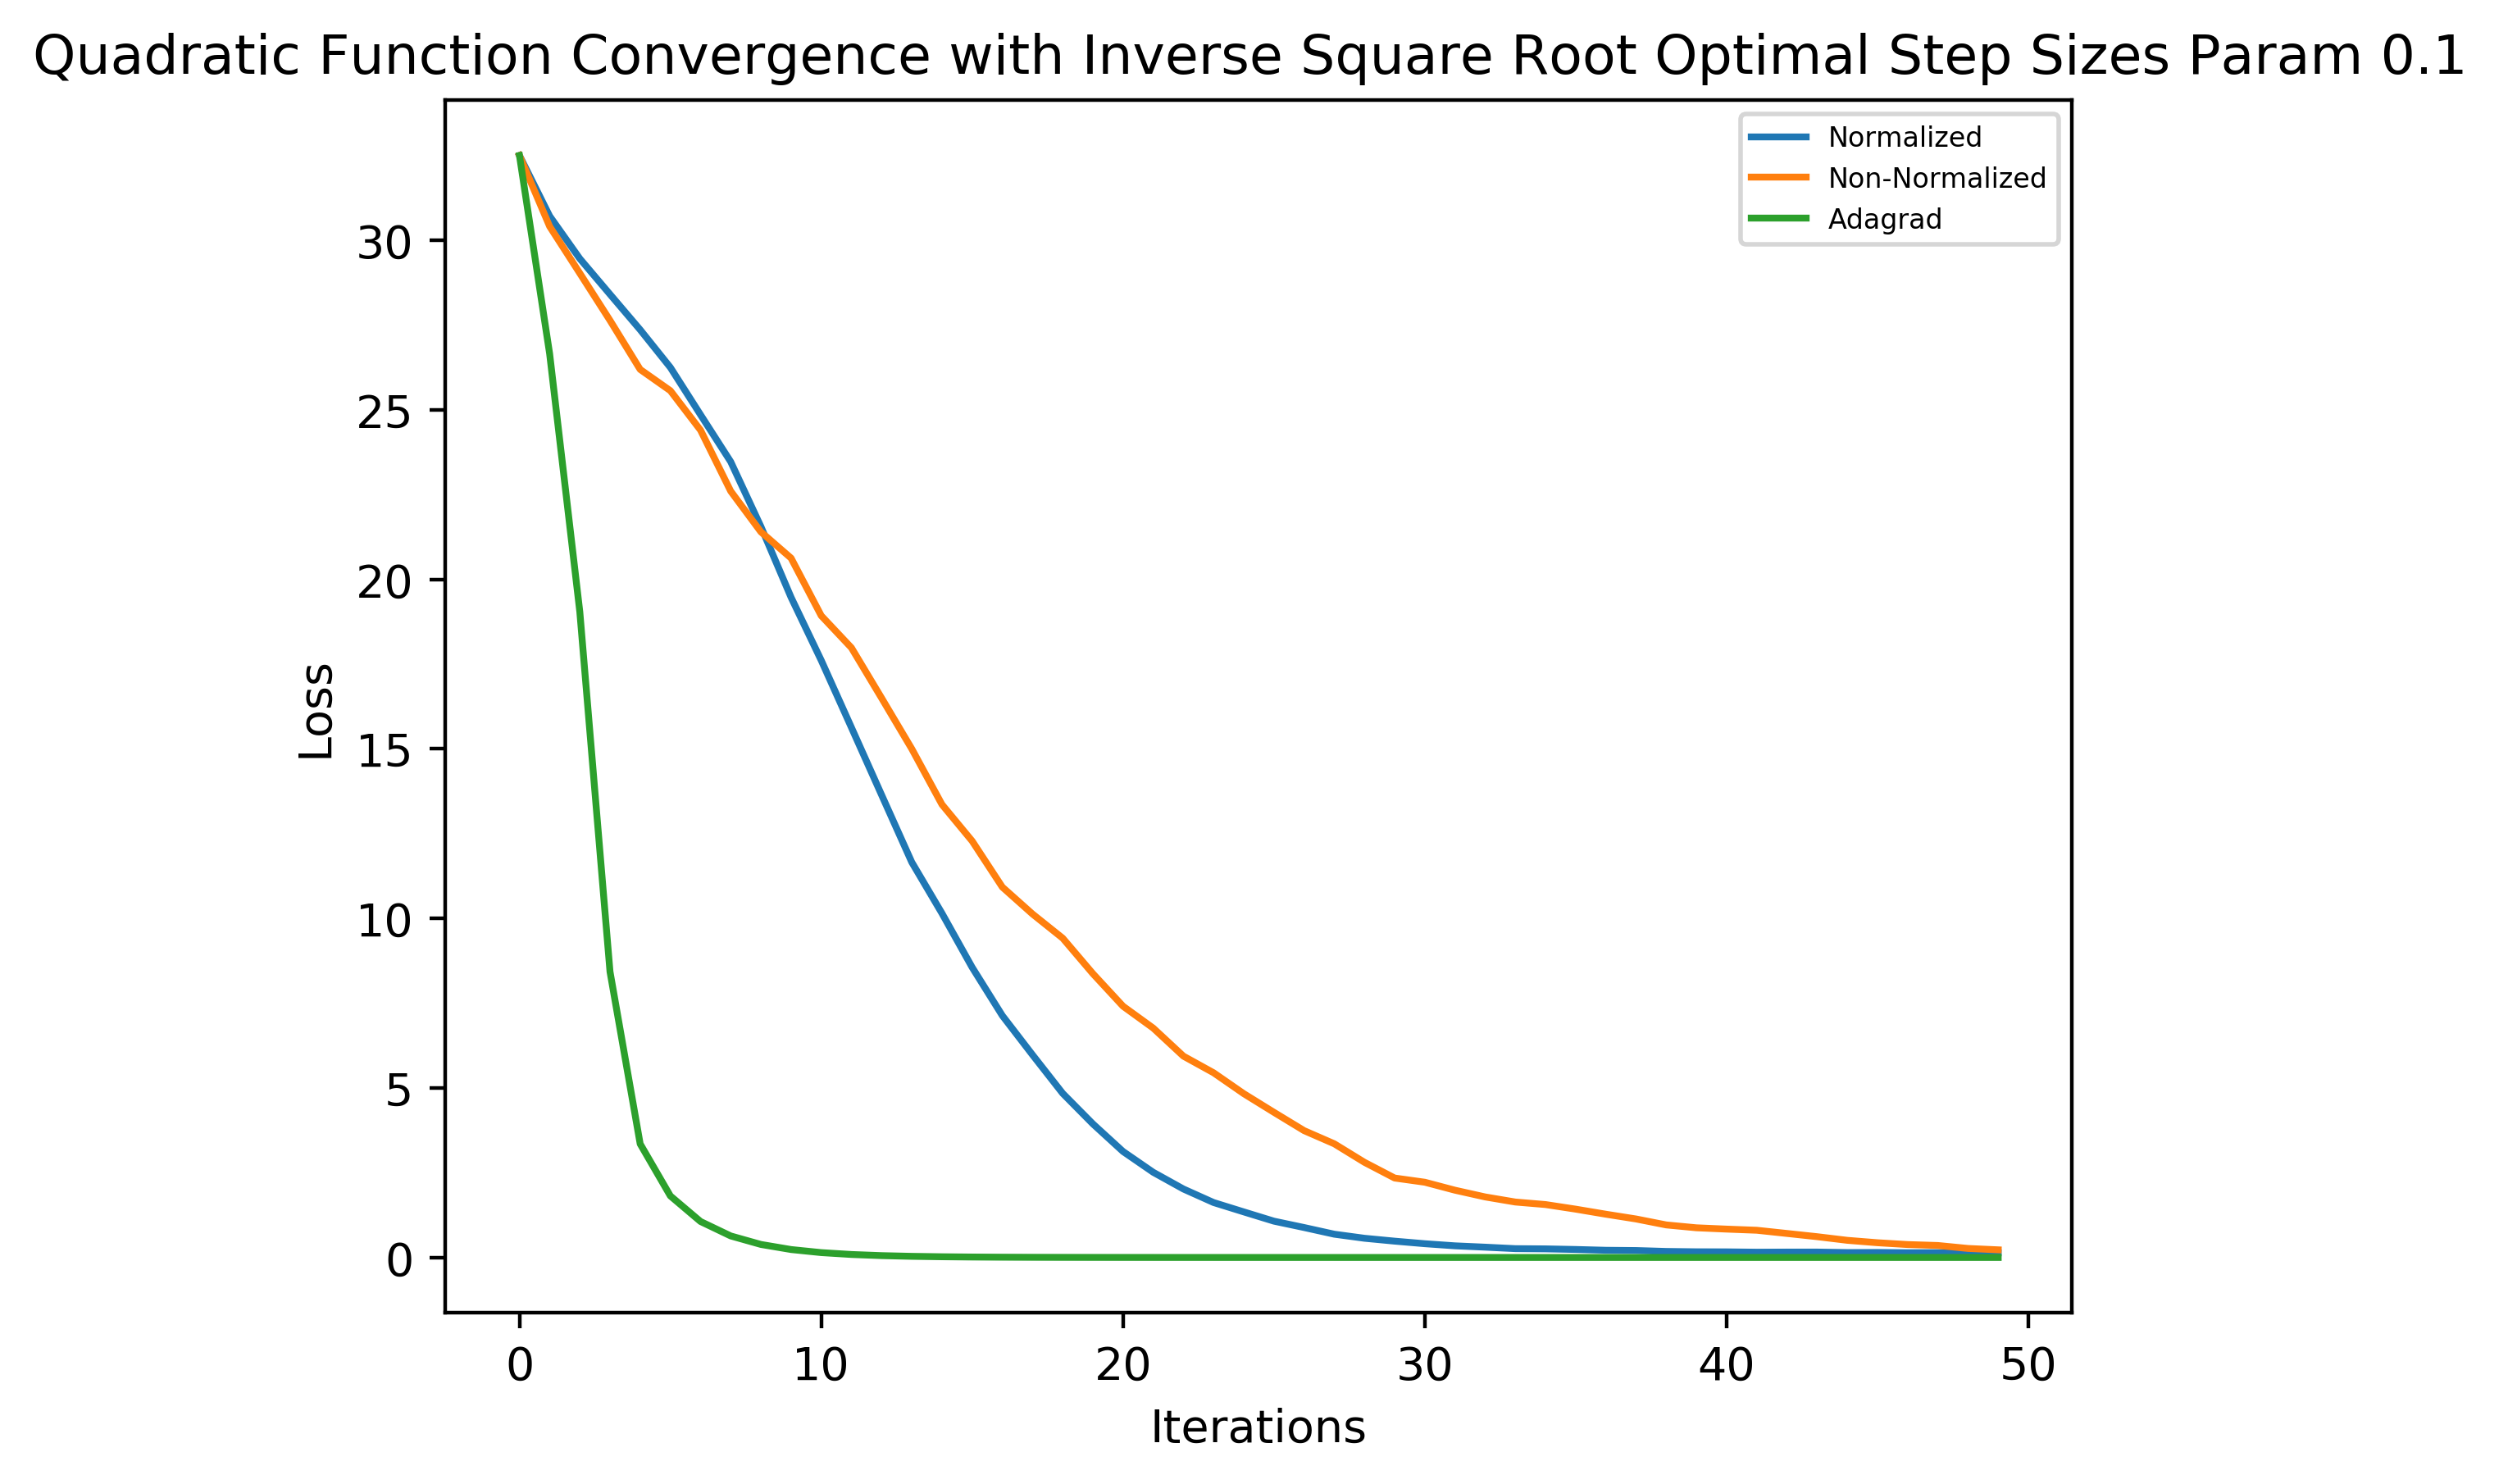 Quadratic Function Convergence with Inverse Square Root Optimal Step Sizes Param 0.1
Normalized
Non-Normalized
Adagrad
30
25
20
15
10
5
0
Loss
0 10 20 30 40 50
Iterations